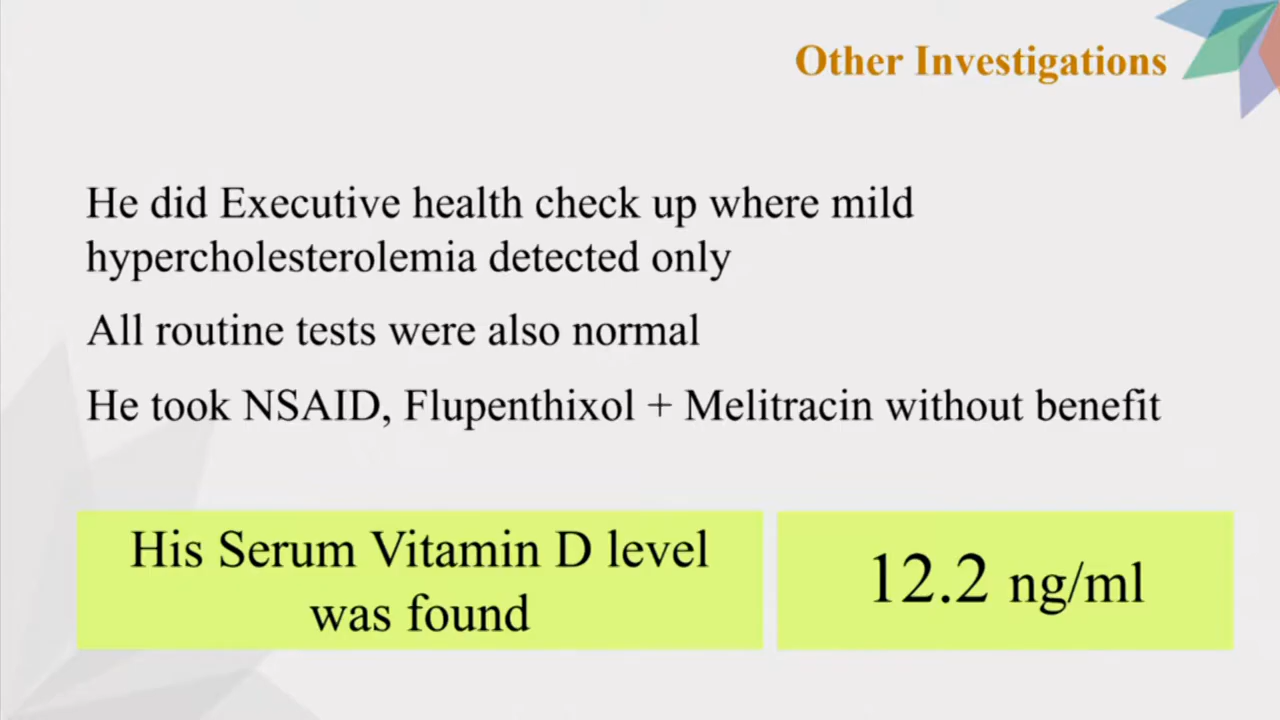 Other Investigations
He did Executive health check up where mild
hypercholesterolemia detected only
All routine tests were also normal
He took NSAID, Flupenthixol + Melitracin without benefit
His Serum Vitamin D level
was found
12.2 ng/ml